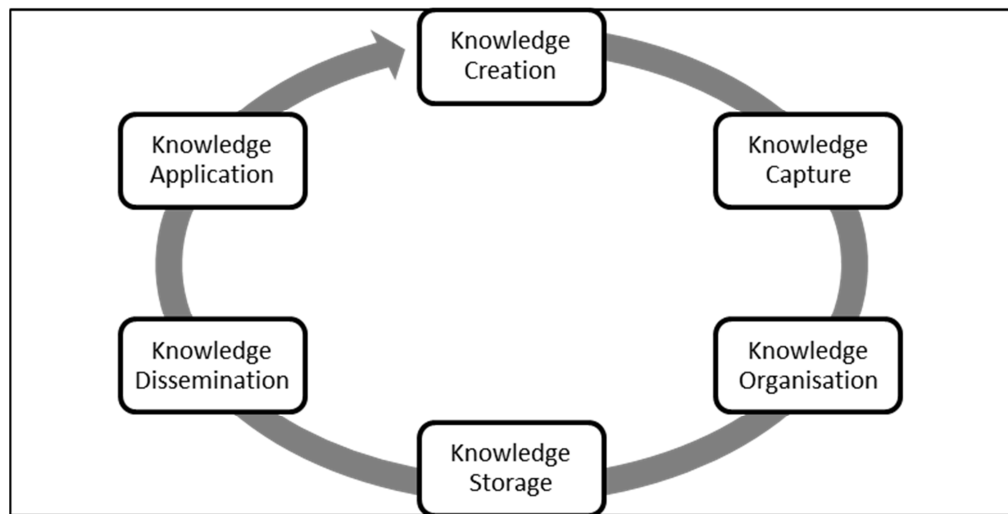 Knowledge
Creation
Knowledge
Capture
Knowledge
Organisation
Knowledge
Storage
Knowledge
Dissemination
Knowledge
Application